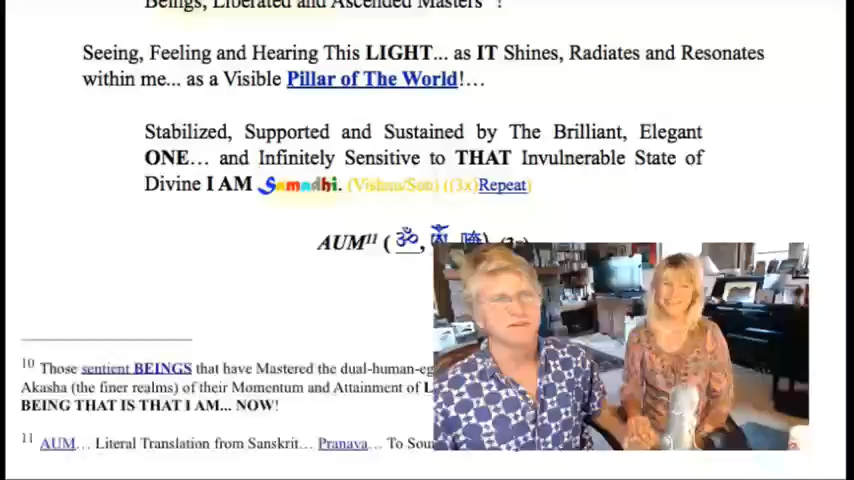 Beings, Liberated and Ascended Masters !
Seeing, Feeling and Hearing This LIGHT... as IT Shines, Radiates and Resonates
within me... as a Visible Pillar of The World!…
Stabilized, Supported and Sustained by The Brilliant, Elegant
ONE… and Infinitely Sensitive to THAT Invulnerable State of
Divine I AM Samadhi. (Vishnu/Son) ((3x)Repeat)
AUM¹¹ ( ॐ,
10 Those sentient BEINGS that have Mastered the
Akasha (the finer realms) of their Momentum and Attainment of
BEING THAT IS THAT I AM... NOW!
11 AUM… Literal Translation from Sanskrit… Pranava… To